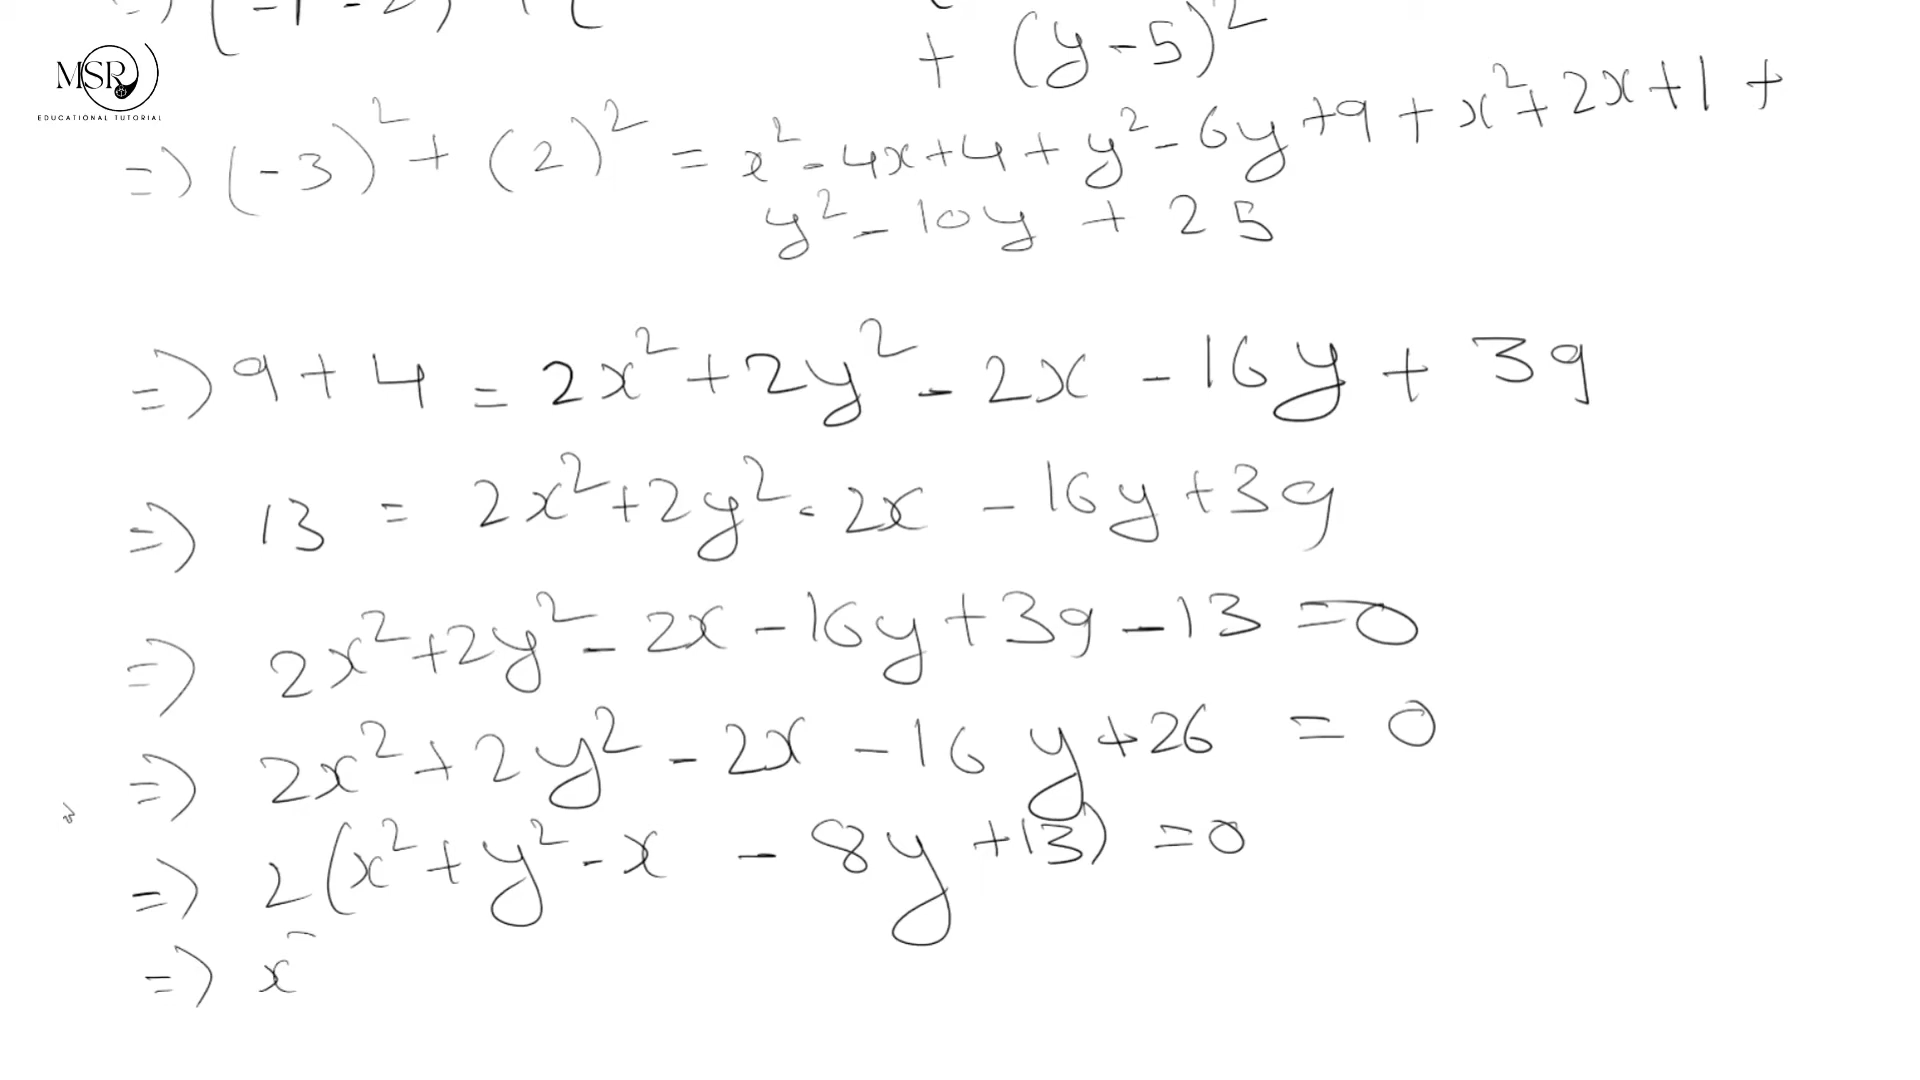 + (y-5)²
MSR
EDUCATIONAL TUTORIAL
=> (-3)² + (2)² = x² - 4x + 4 + y² - 6y + 9 + x² + 2x + 1 +
y² - 10y + 25
=> 9 + 4 = 2x² + 2y² - 2x - 16y + 39
=> 13 = 2x² + 2y² - 2x - 16y + 39
=> 2x² + 2y² - 2x - 16y + 39 - 13 = 0
=> 2x² + 2y² - 2x - 16y + 26 = 0
=> 2(x² + y² - x - 8y + 13) = 0
=> x